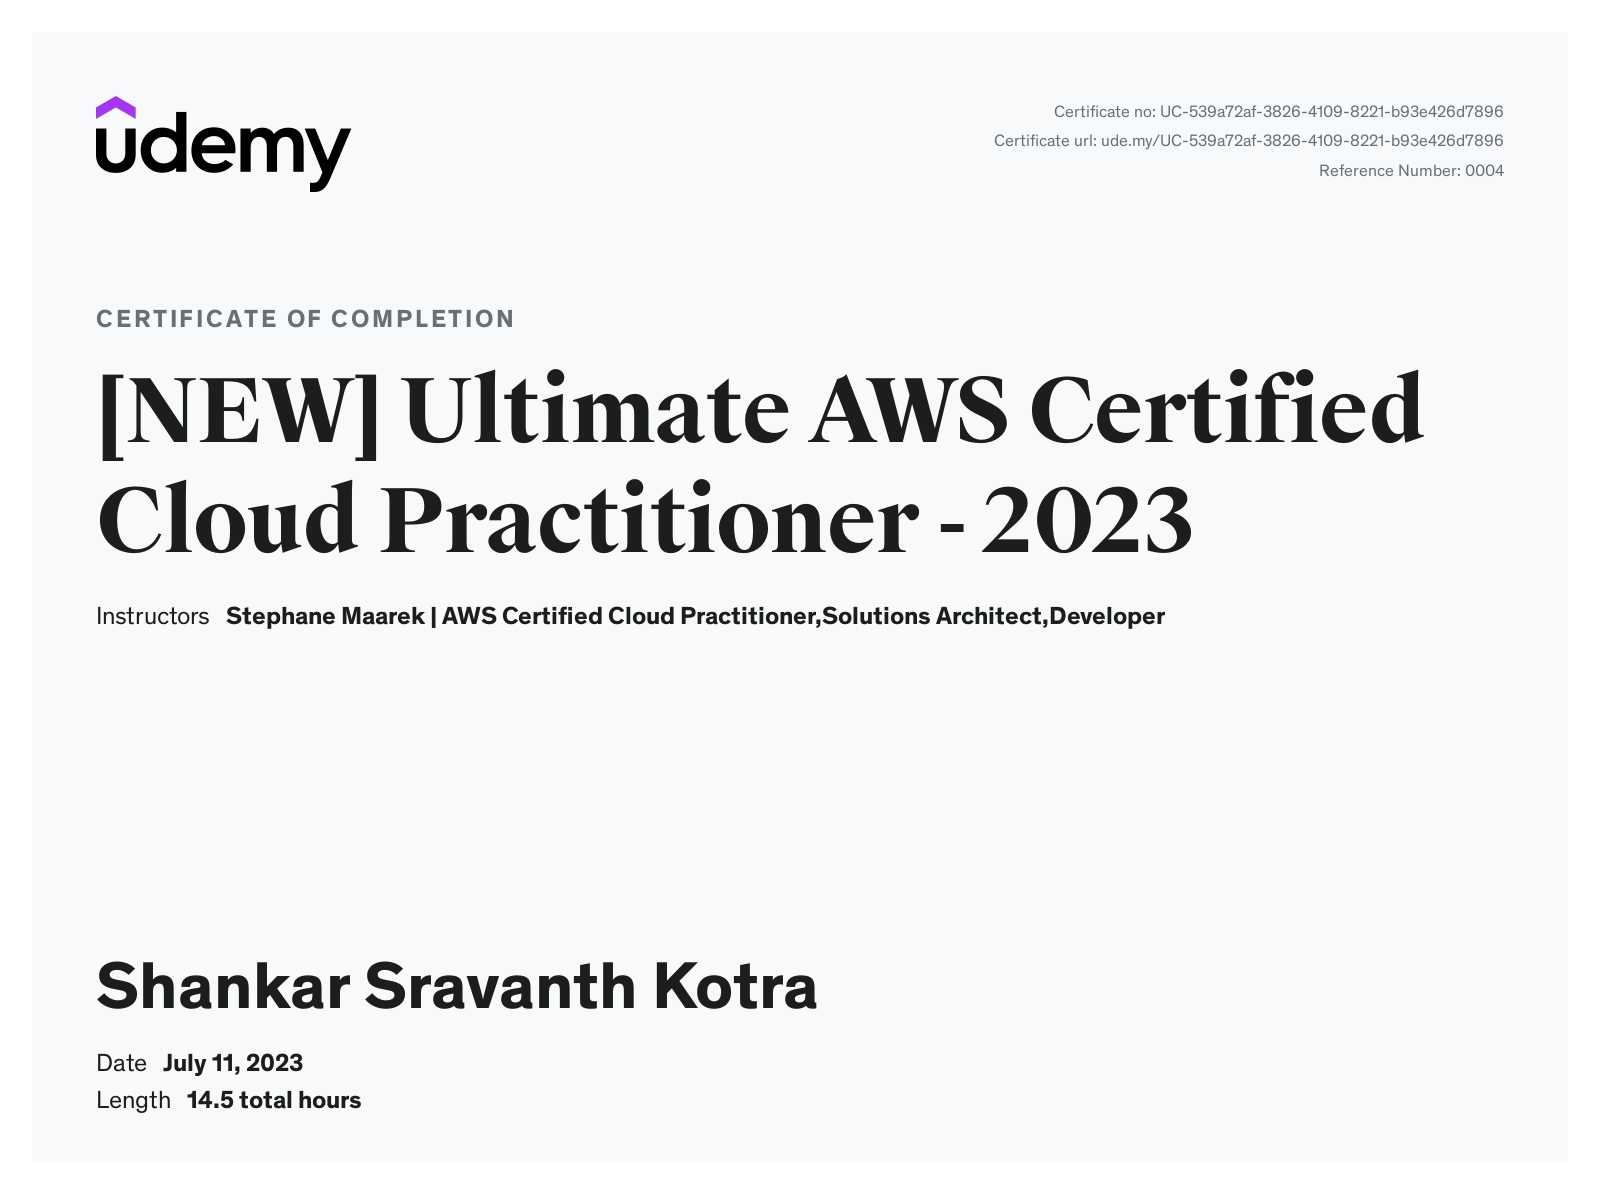 udemy
Certificate no: UC-539a72af-3826-4109-8221-b93e426d7896
Certificate url: ude.my/UC-539a72af-3826-4109-8221-b93e426d7896
Reference Number: 0004
CERTIFICATE OF COMPLETION
[NEW] Ultimate AWS Certified
Cloud Practitioner - 2023
Instructors Stephane Maarek | AWS Certified Cloud Practitioner,Solutions Architect,Developer
Shankar Sravanth Kotra
Date July 11, 2023
Length 14.5 total hours